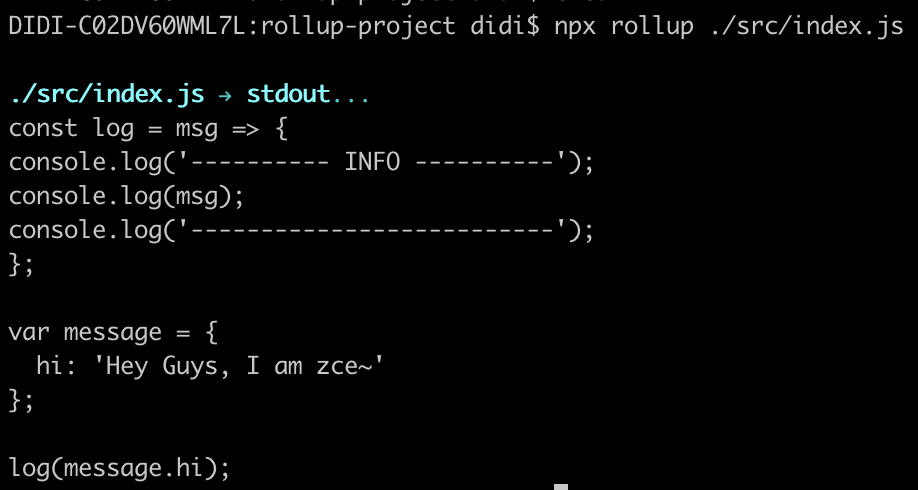 DIDI-C02DV60WML7L:rollup-project didi$ npx rollup ./src/index.js
./src/index.js → stdout...
const log = msg => {
console.log('---------- INFO ----------');
console.log(msg);
console.log('--------------------------');
};
var message = {
  hi: 'Hey Guys, I am zce~'
};
log(message.hi);